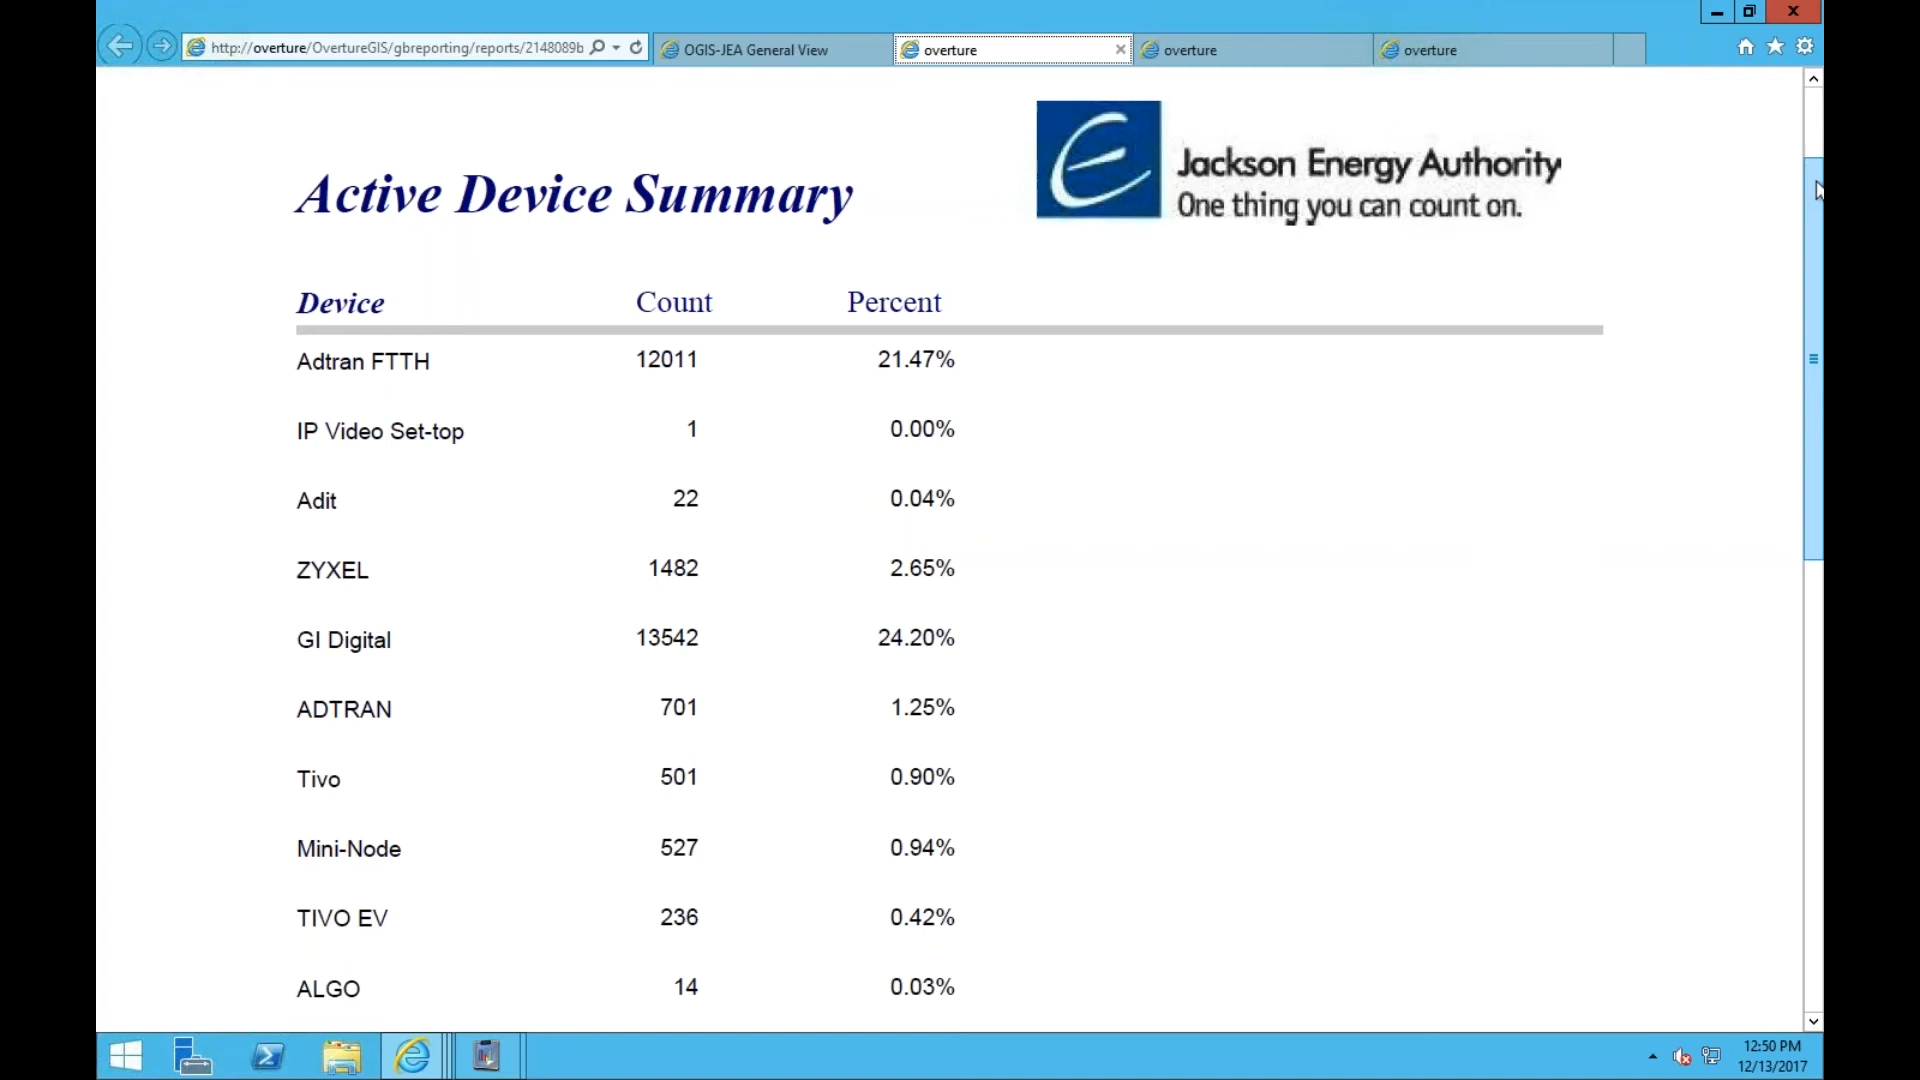 http://overture/OvertureGIS/gbreporting/reports/2148089b
OGIS-JEA General View
overture
overture
overture
Active Device Summary
Jackson Energy Authority
One thing you can count on.
Device Count Percent
Adtran FTTH 12011 21.47%
IP Video Set-top 1 0.00%
Adit 22 0.04%
ZYXEL 1482 2.65%
GI Digital 13542 24.20%
ADTRAN 701 1.25%
Tivo 501 0.90%
Mini-Node 527 0.94%
TIVO EV 236 0.42%
ALGO 14 0.03%
12:50 PM
12/13/2017